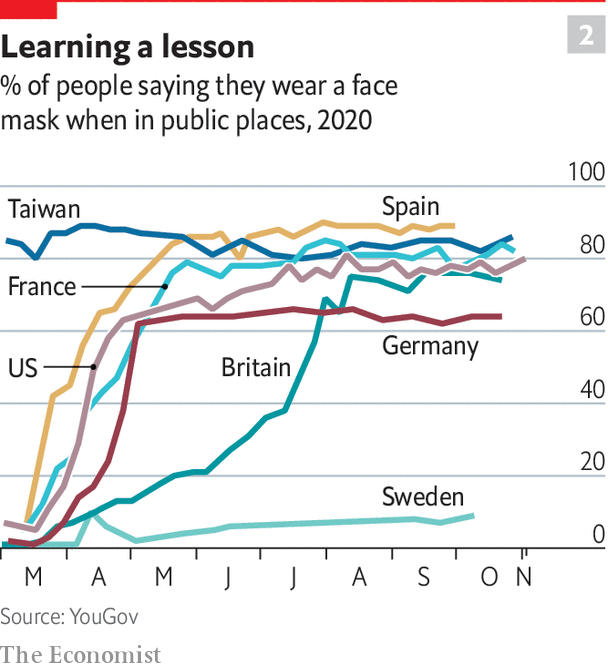 Learning a lesson
2
% of people saying they wear a face
mask when in public places, 2020
100
Taiwan
Spain
80
France
60
Germany
US
Britain
40
20
Sweden
0
M A M J J A S O N
Source: YouGov
The Economist